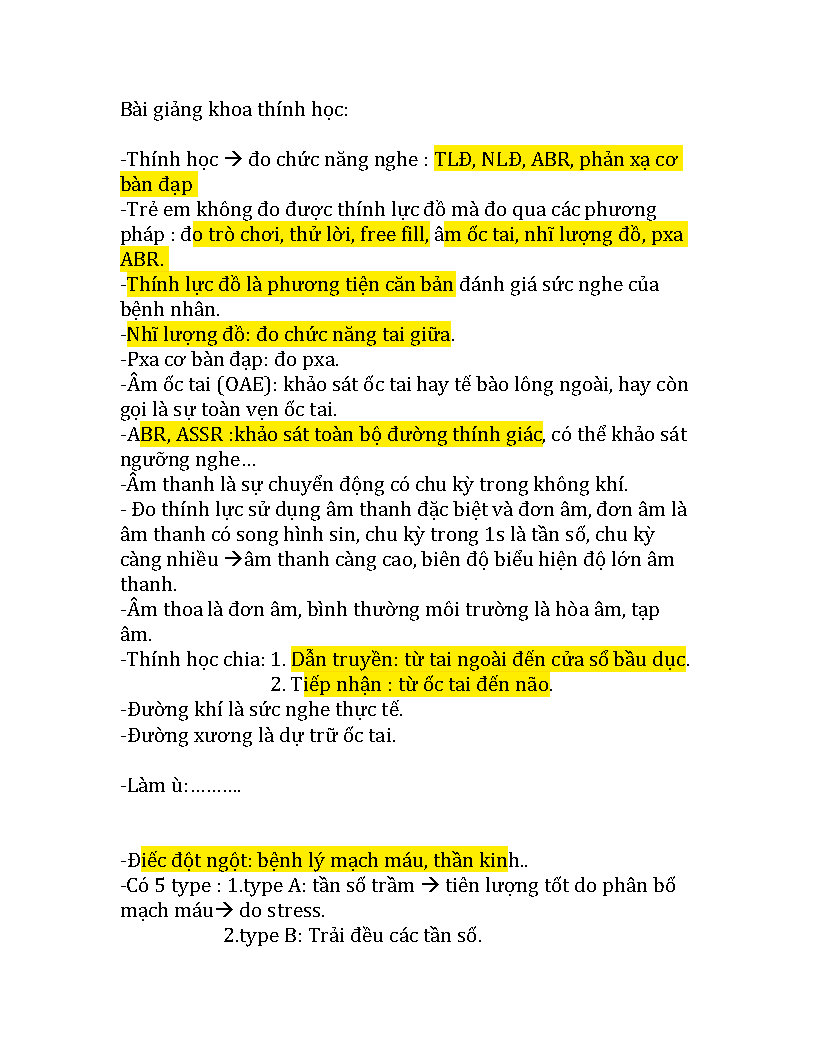 Bài giảng khoa thính học:
-Thính học → đo chức năng nghe : TLĐ, NLĐ, ABR, phản xạ cơ
bàn đạp
-Trẻ em không đo được thính lực đồ mà đo qua các phương
pháp : đo trò chơi, thử lời, free fill, âm ốc tai, nhĩ lượng đồ, pxa
ABR.
-Thính lực đồ là phương tiện căn bản đánh giá sức nghe của
bệnh nhân.
-Nhĩ lượng đồ: đo chức năng tai giữa.
-Pxa cơ bàn đạp: đo pxa.
-Âm ốc tai (OAE): khảo sát ốc tai hay tế bào lông ngoài, hay còn
gọi là sự toàn vẹn ốc tai.
-ABR, ASSR :khảo sát toàn bộ đường thính giác, có thể khảo sát
ngưỡng nghe...
-Âm thanh là sự chuyển động có chu kỳ trong không khí.
- Đo thính lực sử dụng âm thanh đặc biệt và đơn âm, đơn âm là
âm thanh có song hình sin, chu kỳ trong 1s là tần số, chu kỳ
càng nhiều →âm thanh càng cao, biên độ biểu hiện độ lớn âm
thanh.
-Âm thoa là đơn âm, bình thường môi trường là hòa âm, tạp
âm.
-Thính học chia: 1. Dẫn truyền: từ tai ngoài đến cửa sổ bầu dục.
2. Tiếp nhận : từ ốc tai đến não.
-Đường khí là sức nghe thực tế.
-Đường xương là dự trữ ốc tai.
-Làm ù:..........
-Điếc đột ngột: bệnh lý mạch máu, thần kinh..
-Có 5 type : 1.type A: tần số trầm → tiên lượng tốt do phân bố
mạch máu→ do stress.
2.type B: Trải đều các tần số.